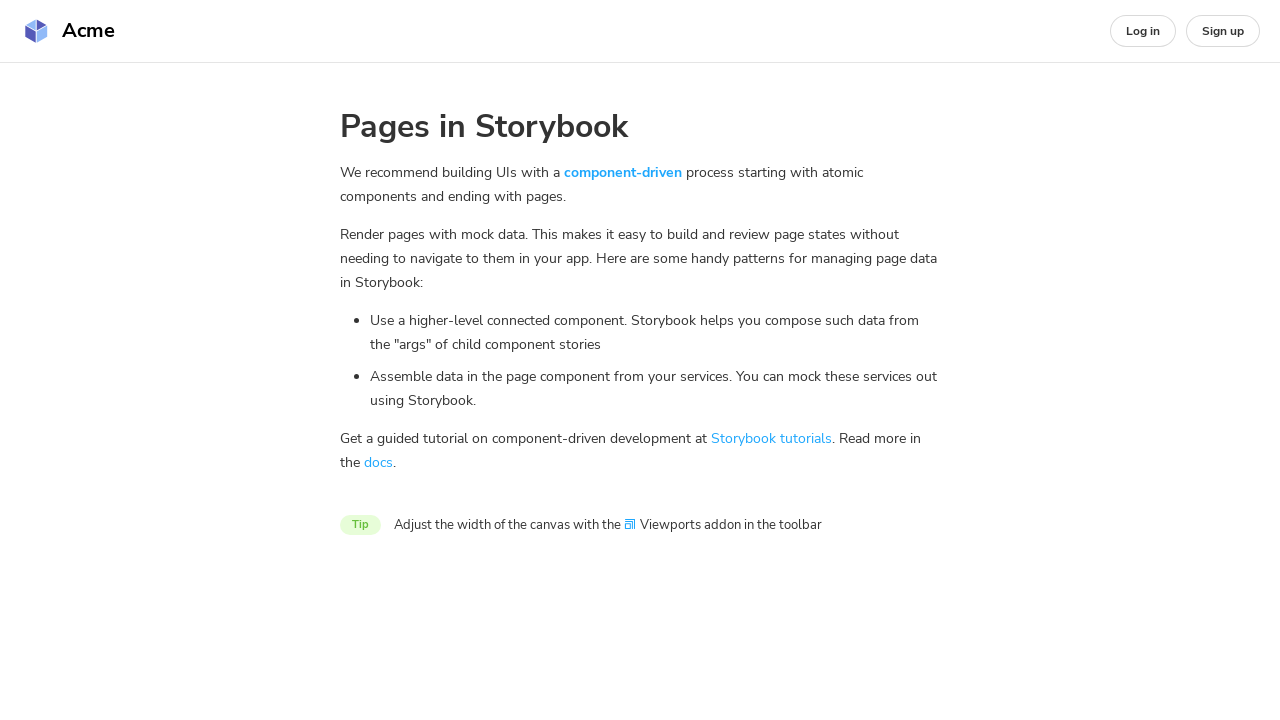 Acme
Log in
Sign up
Pages in Storybook
We recommend building UIs with a component-driven process starting with atomic
components and ending with pages.
Render pages with mock data. This makes it easy to build and review page states without
needing to navigate to them in your app. Here are some handy patterns for managing page data
in Storybook:
Use a higher-level connected component. Storybook helps you compose such data from
the "args" of child component stories
Assemble data in the page component from your services. You can mock these services out
using Storybook.
Get a guided tutorial on component-driven development at Storybook tutorials. Read more in
the docs.
Tip Adjust the width of the canvas with the Viewports addon in the toolbar